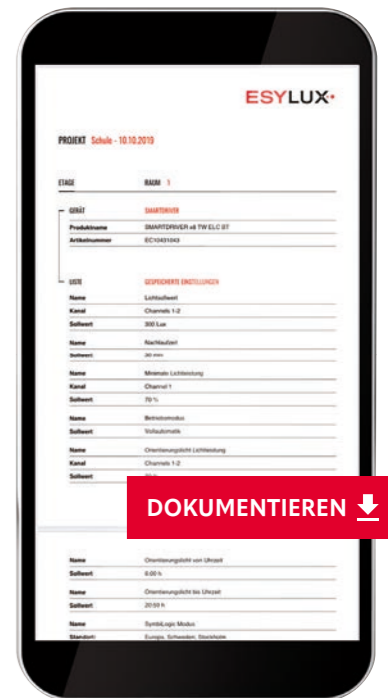 ESYLUX
PROJEKT Schule - 10.10.2019
ETAGE RAUM 1
GERÄT SMARTDRIVER
Produktname SMARTDRIVER x8 TW ELC BT
Artikelnummer EC10431043
LISTE GESPEICHERTE EINSTELLUNGEN
Name Lichtsollwert
Kanal Channels 1-2
Sollwert 300 Lux
Name Nachlaufzeit
Sollwert 30 min
Name Minimale Lichtleistung
Kanal Channel 1
Sollwert 70 %
Name Betriebsmodus
Sollwert Vollautomatik
Name Orientierungslicht Lichtleistung
Kanal Channels 1-2
Sollwert
DOKUMENTIEREN
Name Orientierungslicht von Uhrzeit
Sollwert 6:00 h
Name Orientierungslicht bis Uhrzeit
Sollwert 20:59 h
Name SymbiLogic Modus
Standort: Europa, Schweden, Stockholm